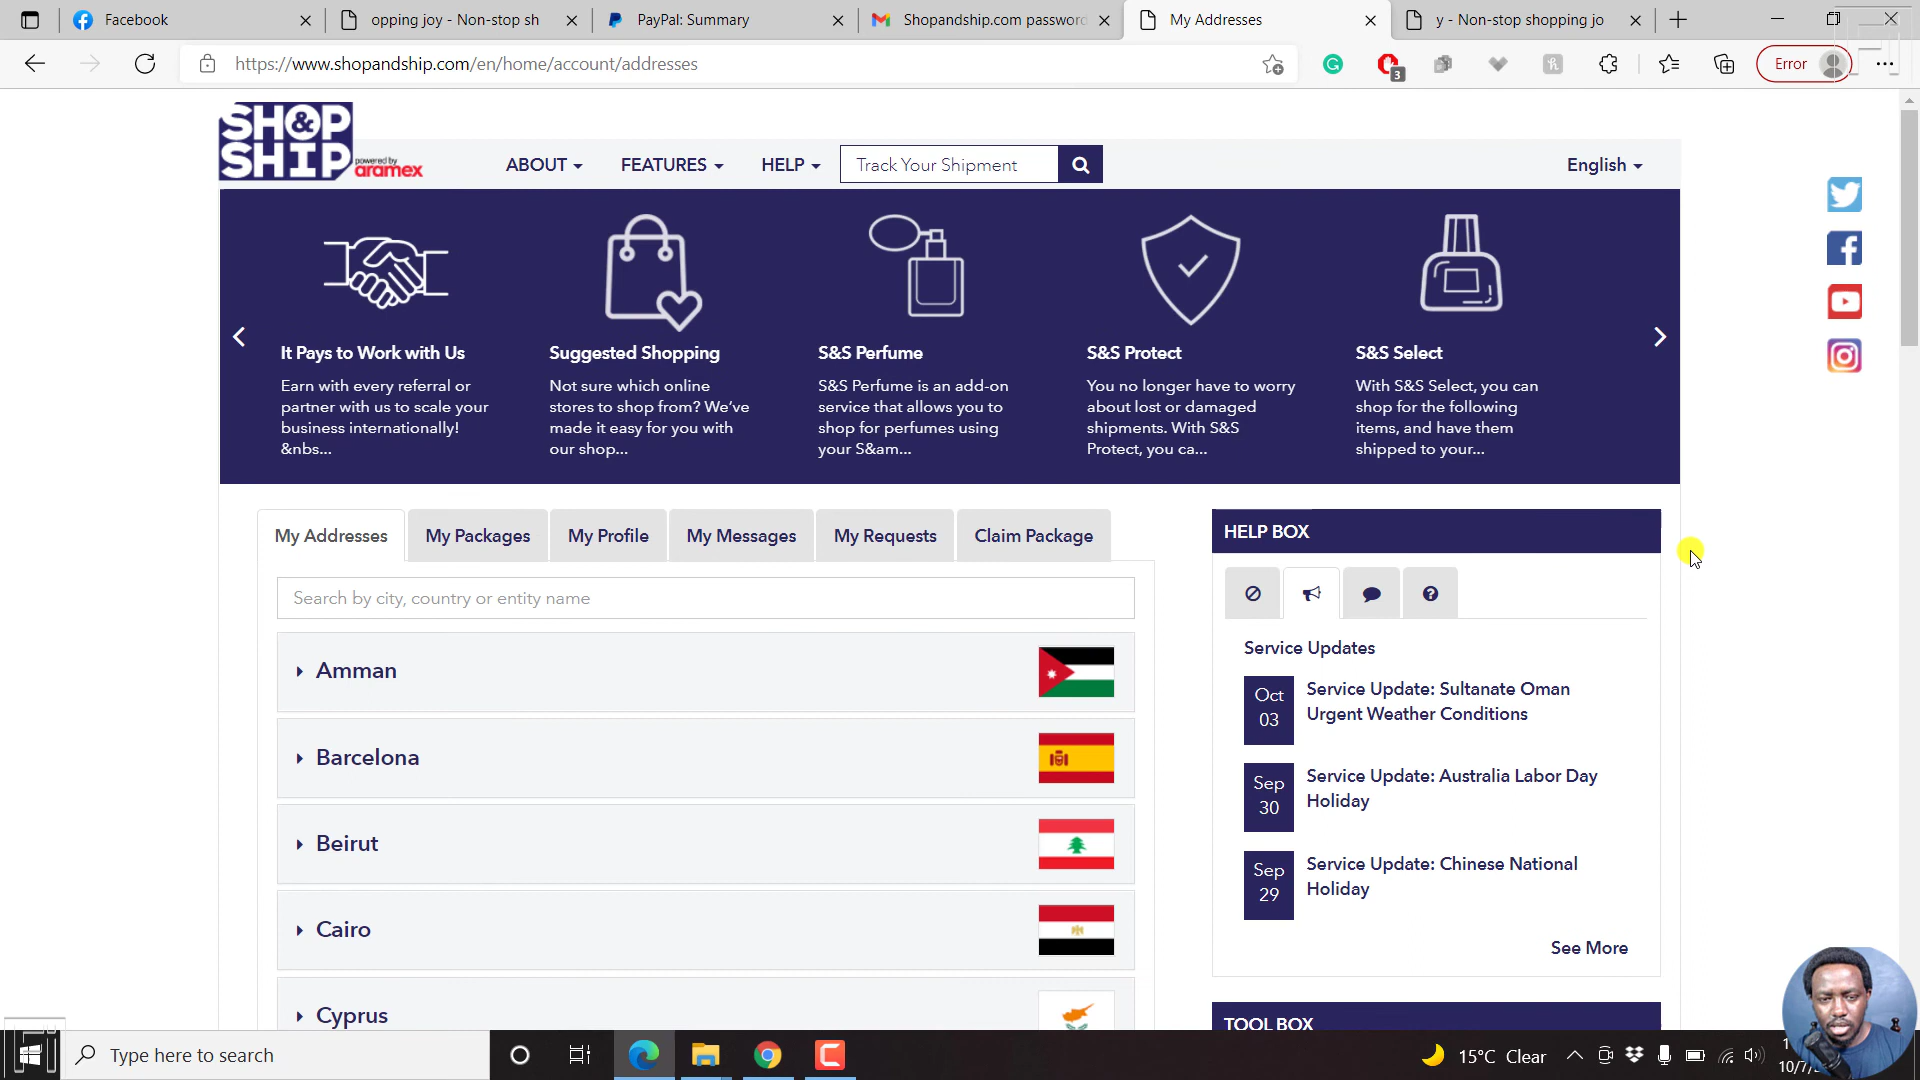 Facebook
opping joy - Non-stop sh
PayPal: Summary
Shopandship.com password
My Addresses
y - Non-stop shopping jo
https://www.shopandship.com/en/home/account/addresses
3
Error
SH&P
SHIP
powered by
aramex
ABOUT
FEATURES
HELP
Track Your Shipment
English
It Pays to Work with Us
Earn with every referral or
partner with us to scale your
business internationally!
&nbs...
Suggested Shopping
Not sure which online
stores to shop from? We've
made it easy for you with
our shop...
S&S Perfume
S&S Perfume is an add-on
service that allows you to
shop for perfumes using
your S&am...
S&S Protect
You no longer have to worry
about lost or damaged
shipments. With S&S
Protect, you ca...
S&S Select
With S&S Select, you can
shop for the following
items, and have them
shipped to your...
My Addresses
My Packages
My Profile
My Messages
My Requests
Claim Package
Search by city, country or entity name
Amman
Barcelona
Beirut
Cairo
Cyprus
HELP BOX
Service Updates
Oct
03
Service Update: Sultanate Oman
Urgent Weather Conditions
Sep
30
Service Update: Australia Labor Day
Holiday
Sep
29
Service Update: Chinese National
Holiday
See More
TOOL BOX
Type here to search
15°C Clear
10/7/